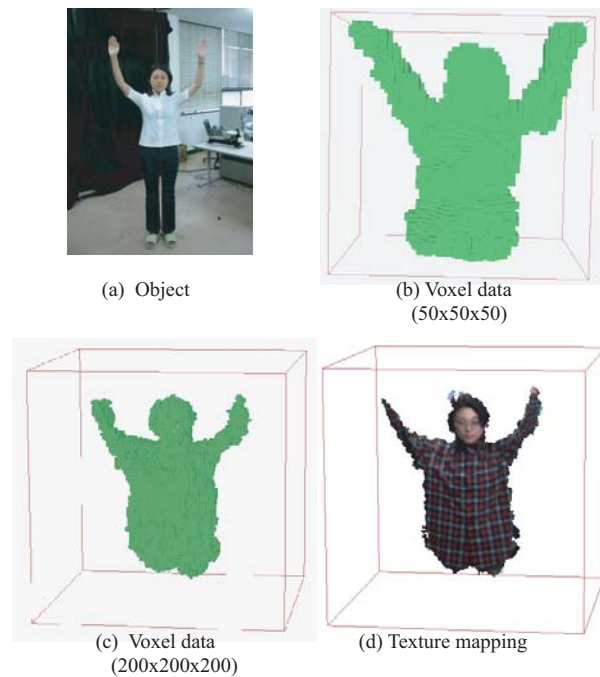 (a) Object
(b) Voxel data
(50x50x50)
(c) Voxel data
(200x200x200)
(d) Texture mapping